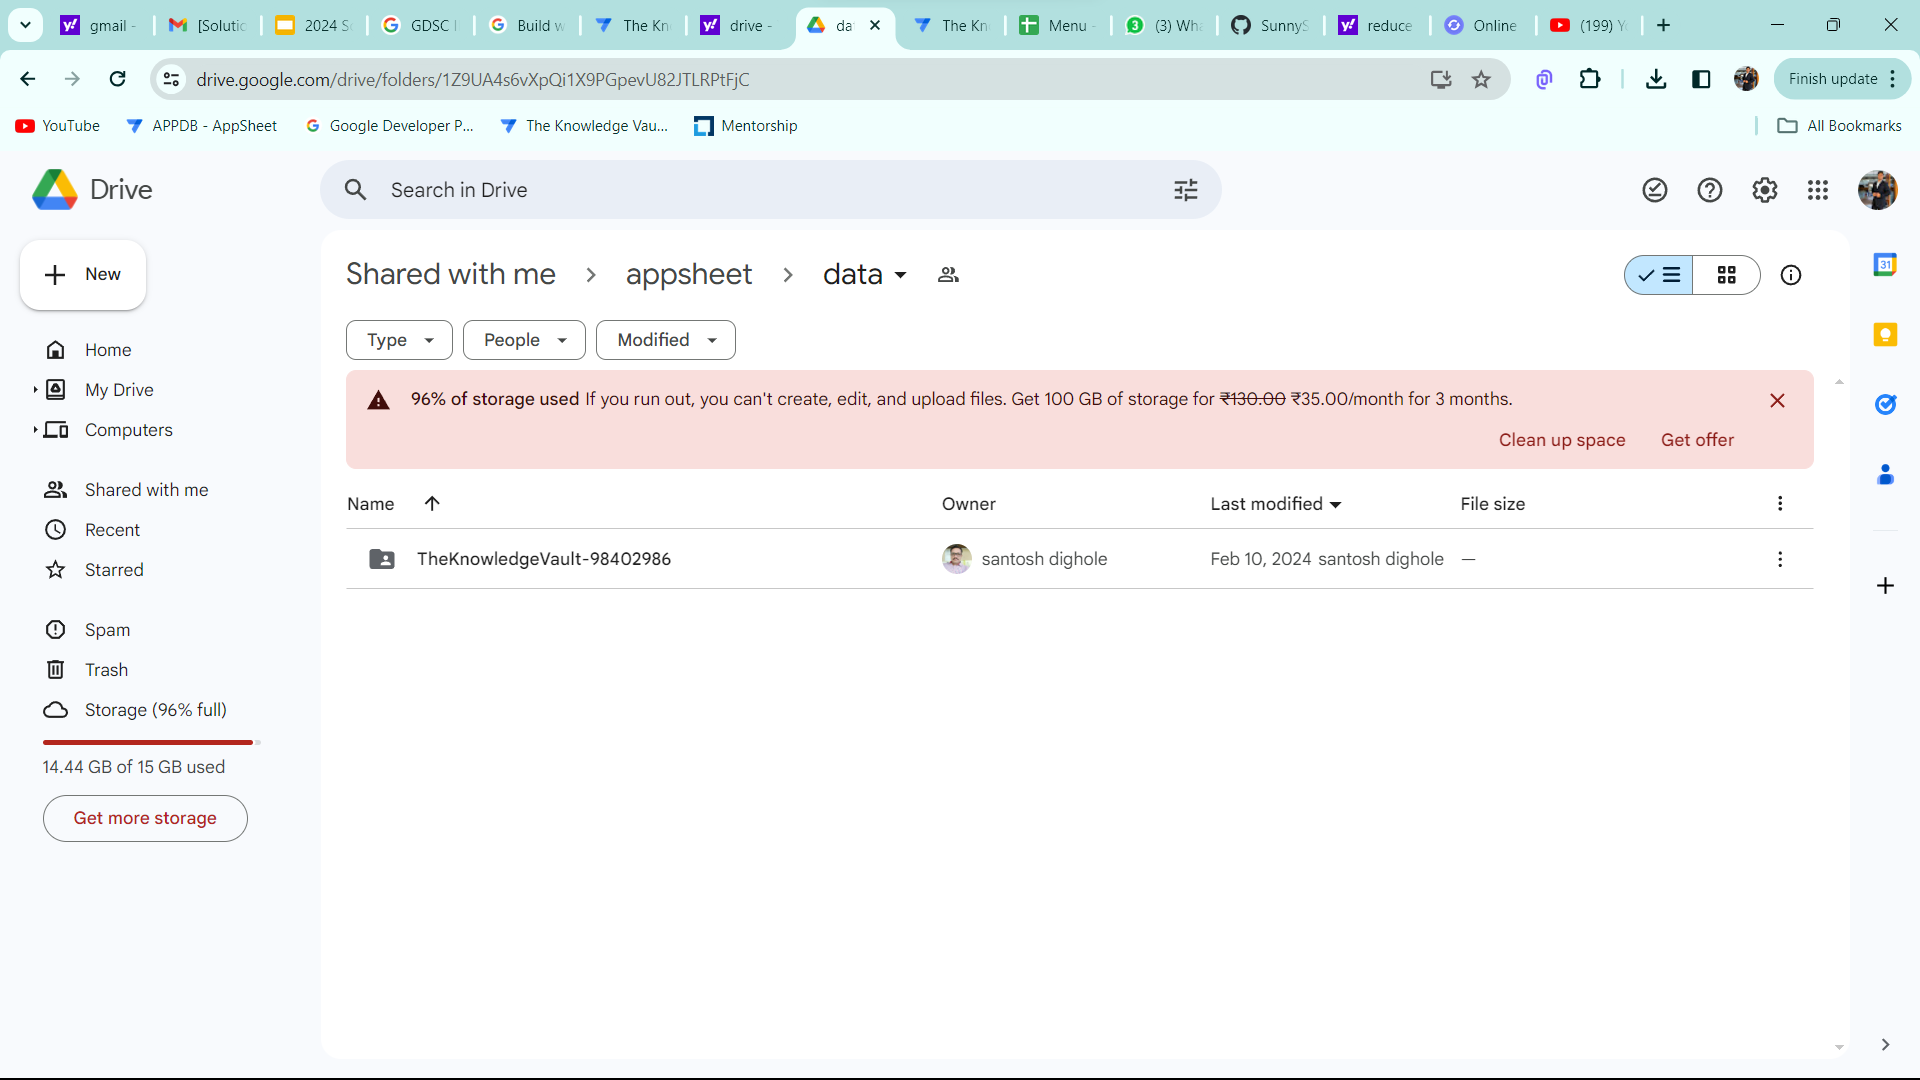 gmail -
[Solutic
2024 S
GDSC
Build w
The Kn
drive -
da
The Kn
Menu -
(3) Wha
SunnyS
reduce
Online
(199) Y
drive.google.com/drive/folders/1Z9UA4s6vXpQi1X9PGpevU82JTLRPtFjC
Finish update
YouTube
APPDB - AppSheet
Google Developer P...
The Knowledge Vau...
Mentorship
All Bookmarks
Drive
Search in Drive
New
Shared with me > appsheet > data
Type
People
Modified
Home
My Drive
Computers
Shared with me
Recent
Starred
Spam
Trash
Storage (96% full)
14.44 GB of 15 GB used
Get more storage
96% of storage used If you run out, you can't create, edit, and upload files. Get 100 GB of storage for ₹130.00 ₹35.00/month for 3 months.
Clean up space
Get offer
Name
Owner
Last modified
File size
TheKnowledgeVault-98402986
santosh dighole
Feb 10, 2024 santosh dighole
—
31